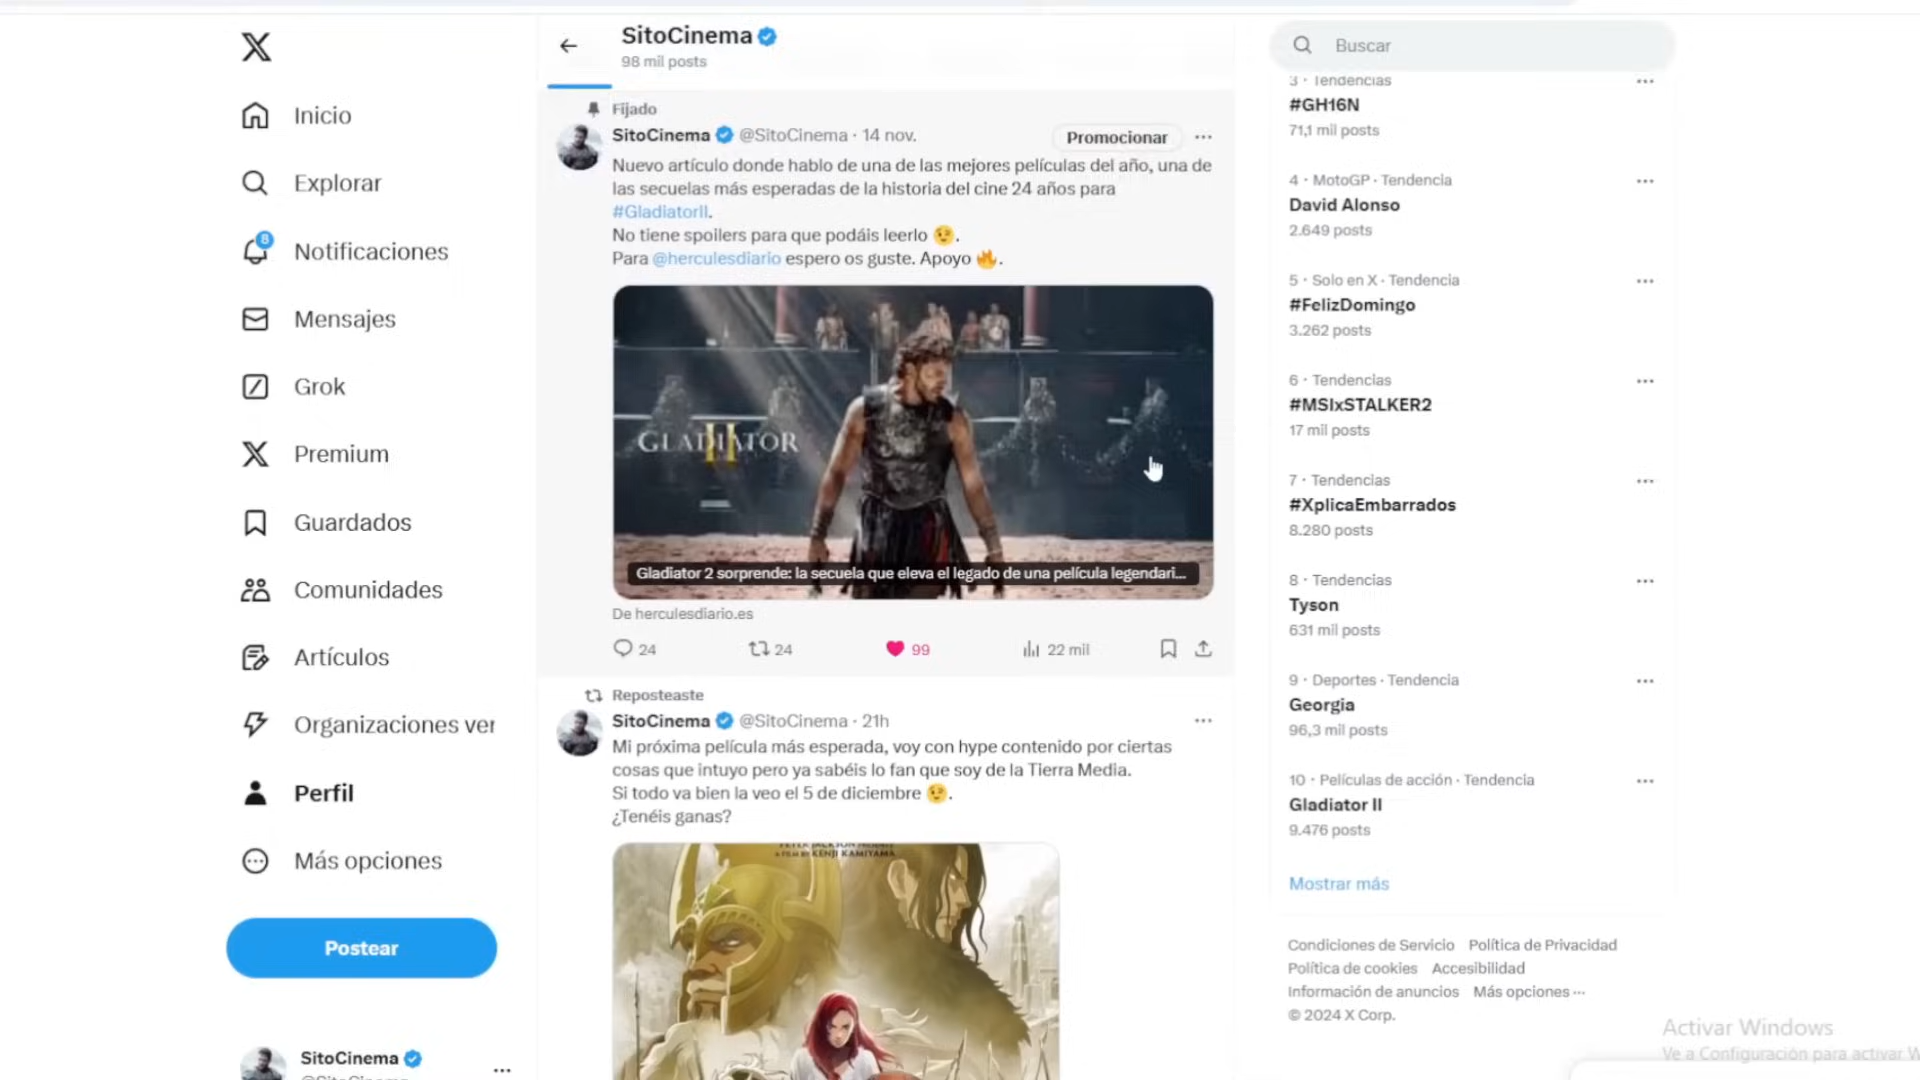 Inicio
Explorar
8
Notificaciones
Mensajes
Grok
Premium
Guardados
Comunidades
Artículos
Organizaciones ver
Perfil
Más opciones
Postear
SitoCinema
SitoCinema
98 mil posts
Fijado
SitoCinema @SitoCinema · 14 nov.
Promocionar
Nuevo artículo donde hablo de una de las mejores películas del año, una de
las secuelas más esperadas de la historia del cine 24 años para
#GladiatorII.
No tiene spoilers para que podáis leerlo 😉.
Para @herculesdiario espero os guste. Apoyo 🔥.
GLADIATOR
II
Gladiator 2 sorprende: la secuela que eleva el legado de una película legendari...
De herculesdiario.es
24
24
99
22 mil
Reposteaste
SitoCinema @SitoCinema · 21h
Mi próxima película más esperada, voy con hype contenido por ciertas
cosas que intuyo pero ya sabéis lo fan que soy de la Tierra Media.
Si todo va bien la veo el 5 de diciembre 😉.
¿Tenéis ganas?
A FILM BY KENJI KAMIYAMA
Buscar
3 · Tendencias
#GH16N
71,1 mil posts
4 · MotoGP · Tendencia
David Alonso
2.649 posts
5 · Solo en X · Tendencia
#FelizDomingo
3.262 posts
6 · Tendencias
#MSIxSTALKER2
17 mil posts
7 · Tendencias
#XplicaEmbarrados
8.280 posts
8 · Tendencias
Tyson
631 mil posts
9 · Deportes · Tendencia
Georgia
96,3 mil posts
10 · Películas de acción · Tendencia
Gladiator II
9.476 posts
Mostrar más
Condiciones de Servicio Política de Privacidad
Política de cookies Accesibilidad
Información de anuncios Más opciones ···
© 2024 X Corp.
Activar Windows
Ve a Configuración para activar W